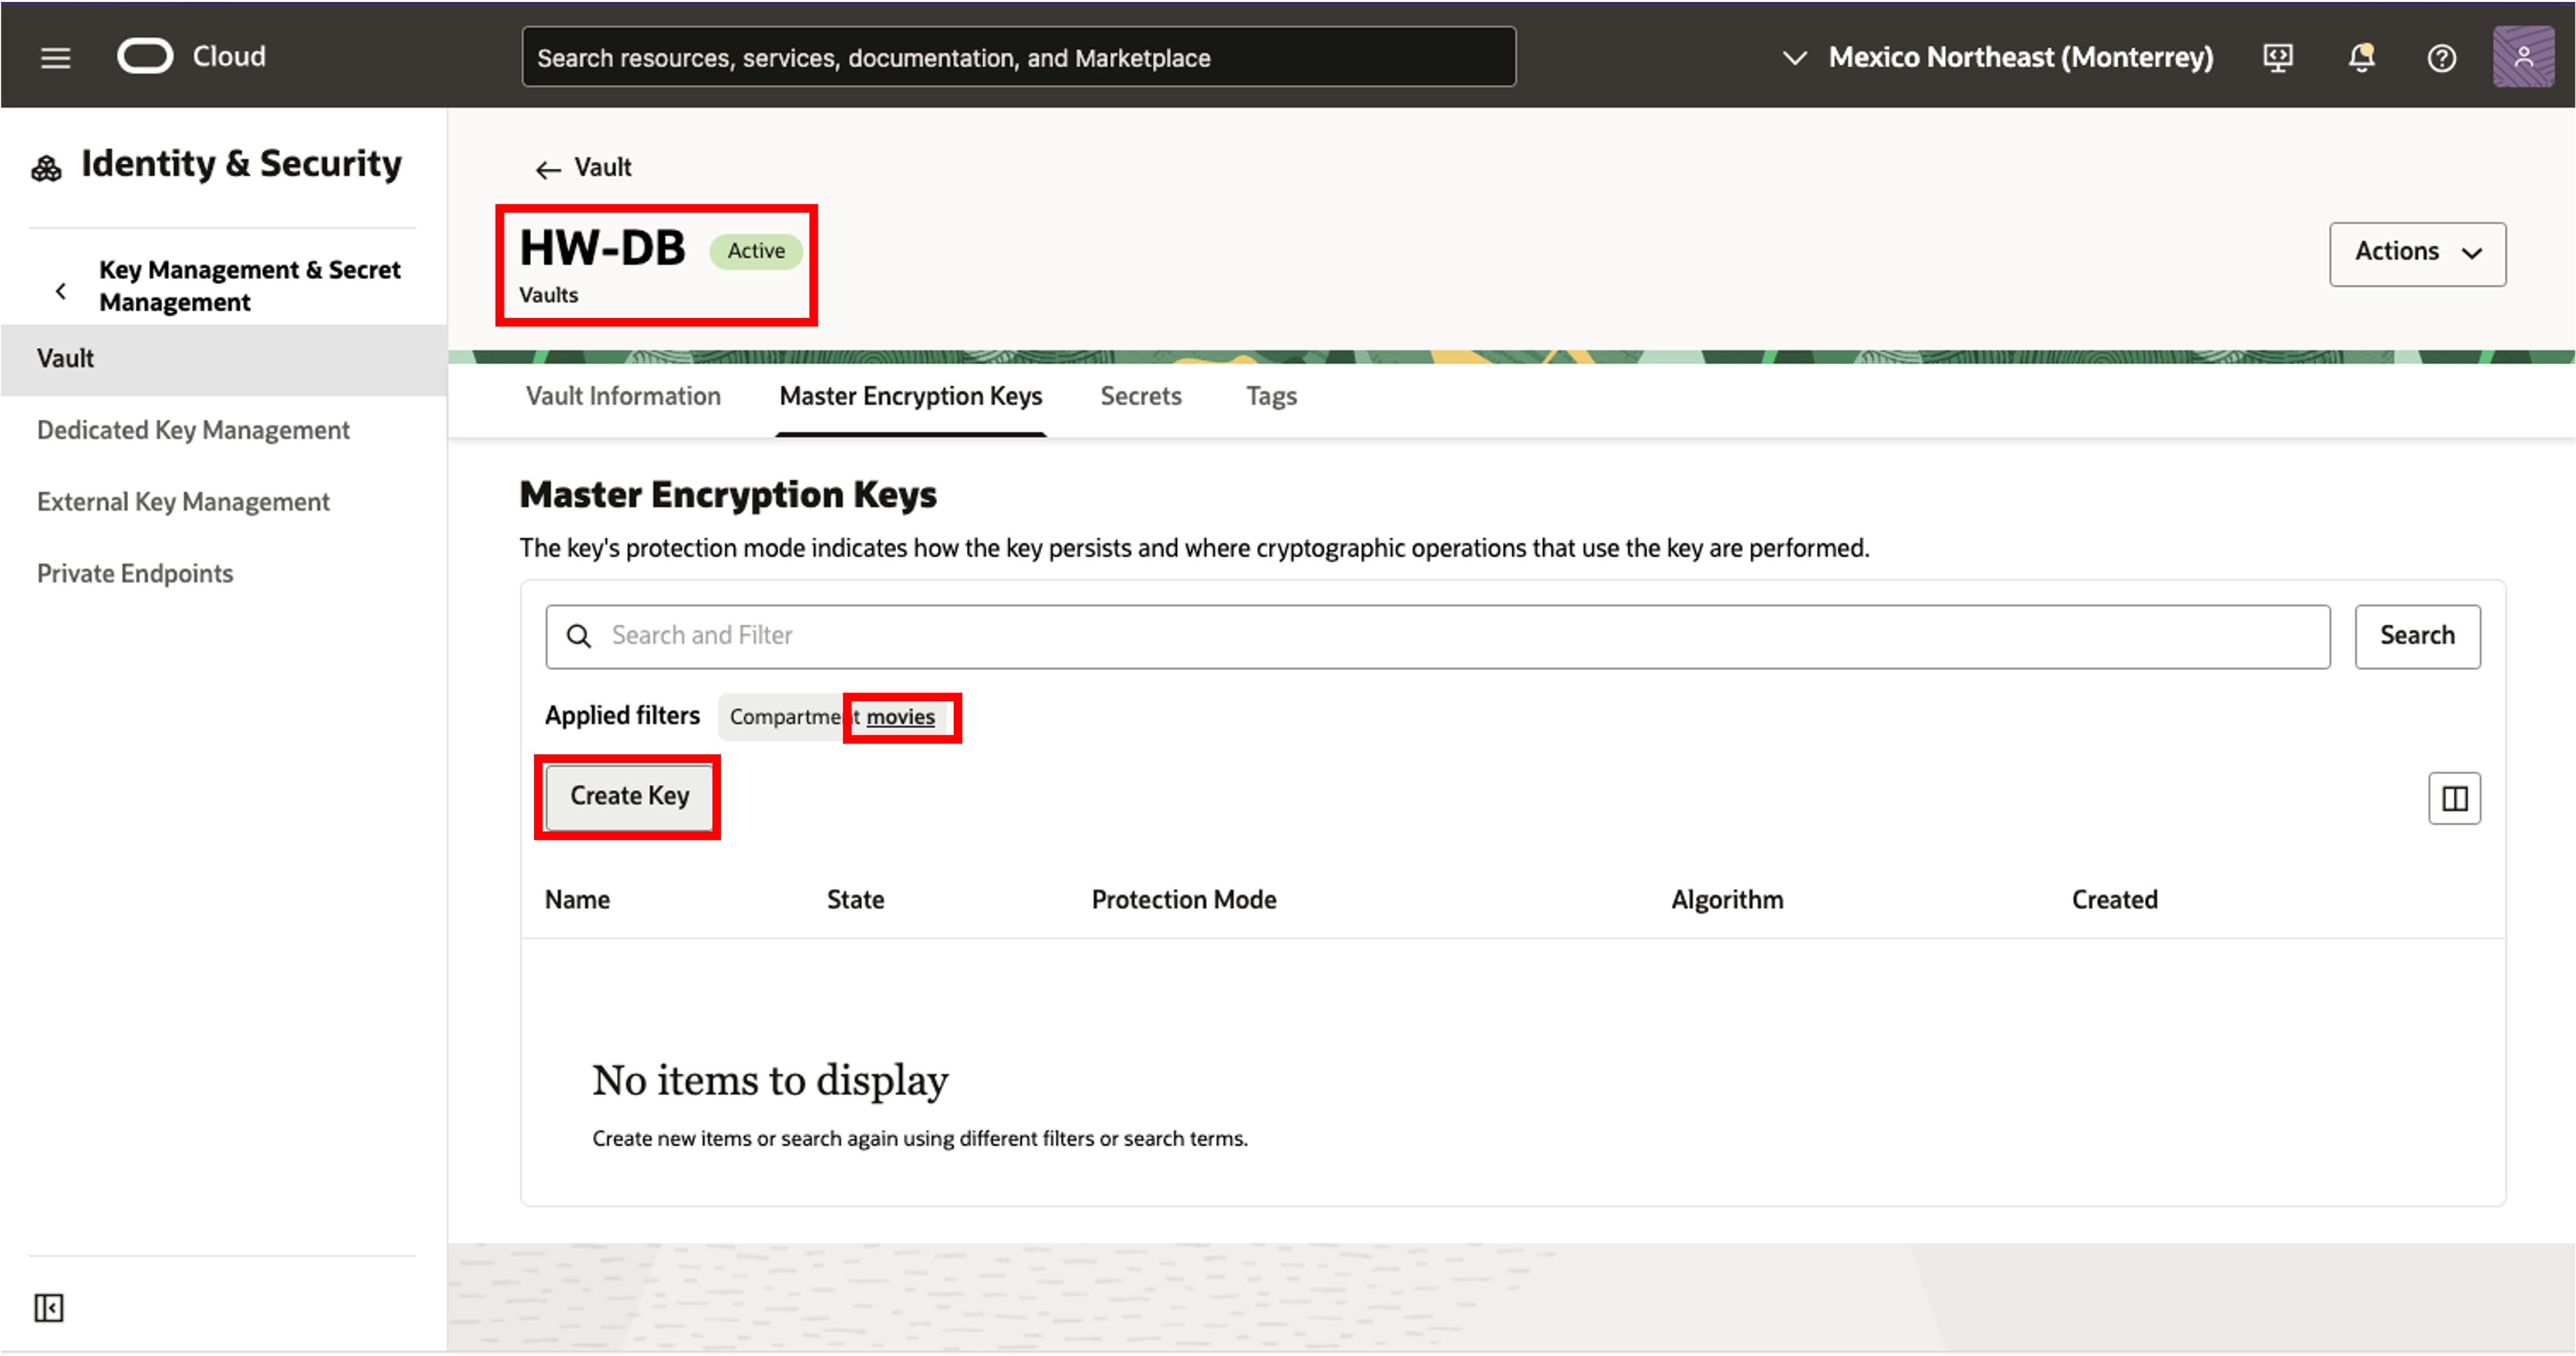 Cloud
Search resources, services, documentation, and Marketplace
Mexico Northeast (Monterrey)
Identity & Security
Key Management & Secret
Management
Vault
Dedicated Key Management
External Key Management
Private Endpoints
Vault
HW-DB Active
Vaults
Actions
Vault Information Master Encryption Keys Secrets Tags
Master Encryption Keys
The key's protection mode indicates how the key persists and where cryptographic operations that use the key are performed.
Search and Filter
Search
Applied filters Compartment movies
Create Key
Name State Protection Mode Algorithm Created
No items to display
Create new items or search again using different filters or search terms.